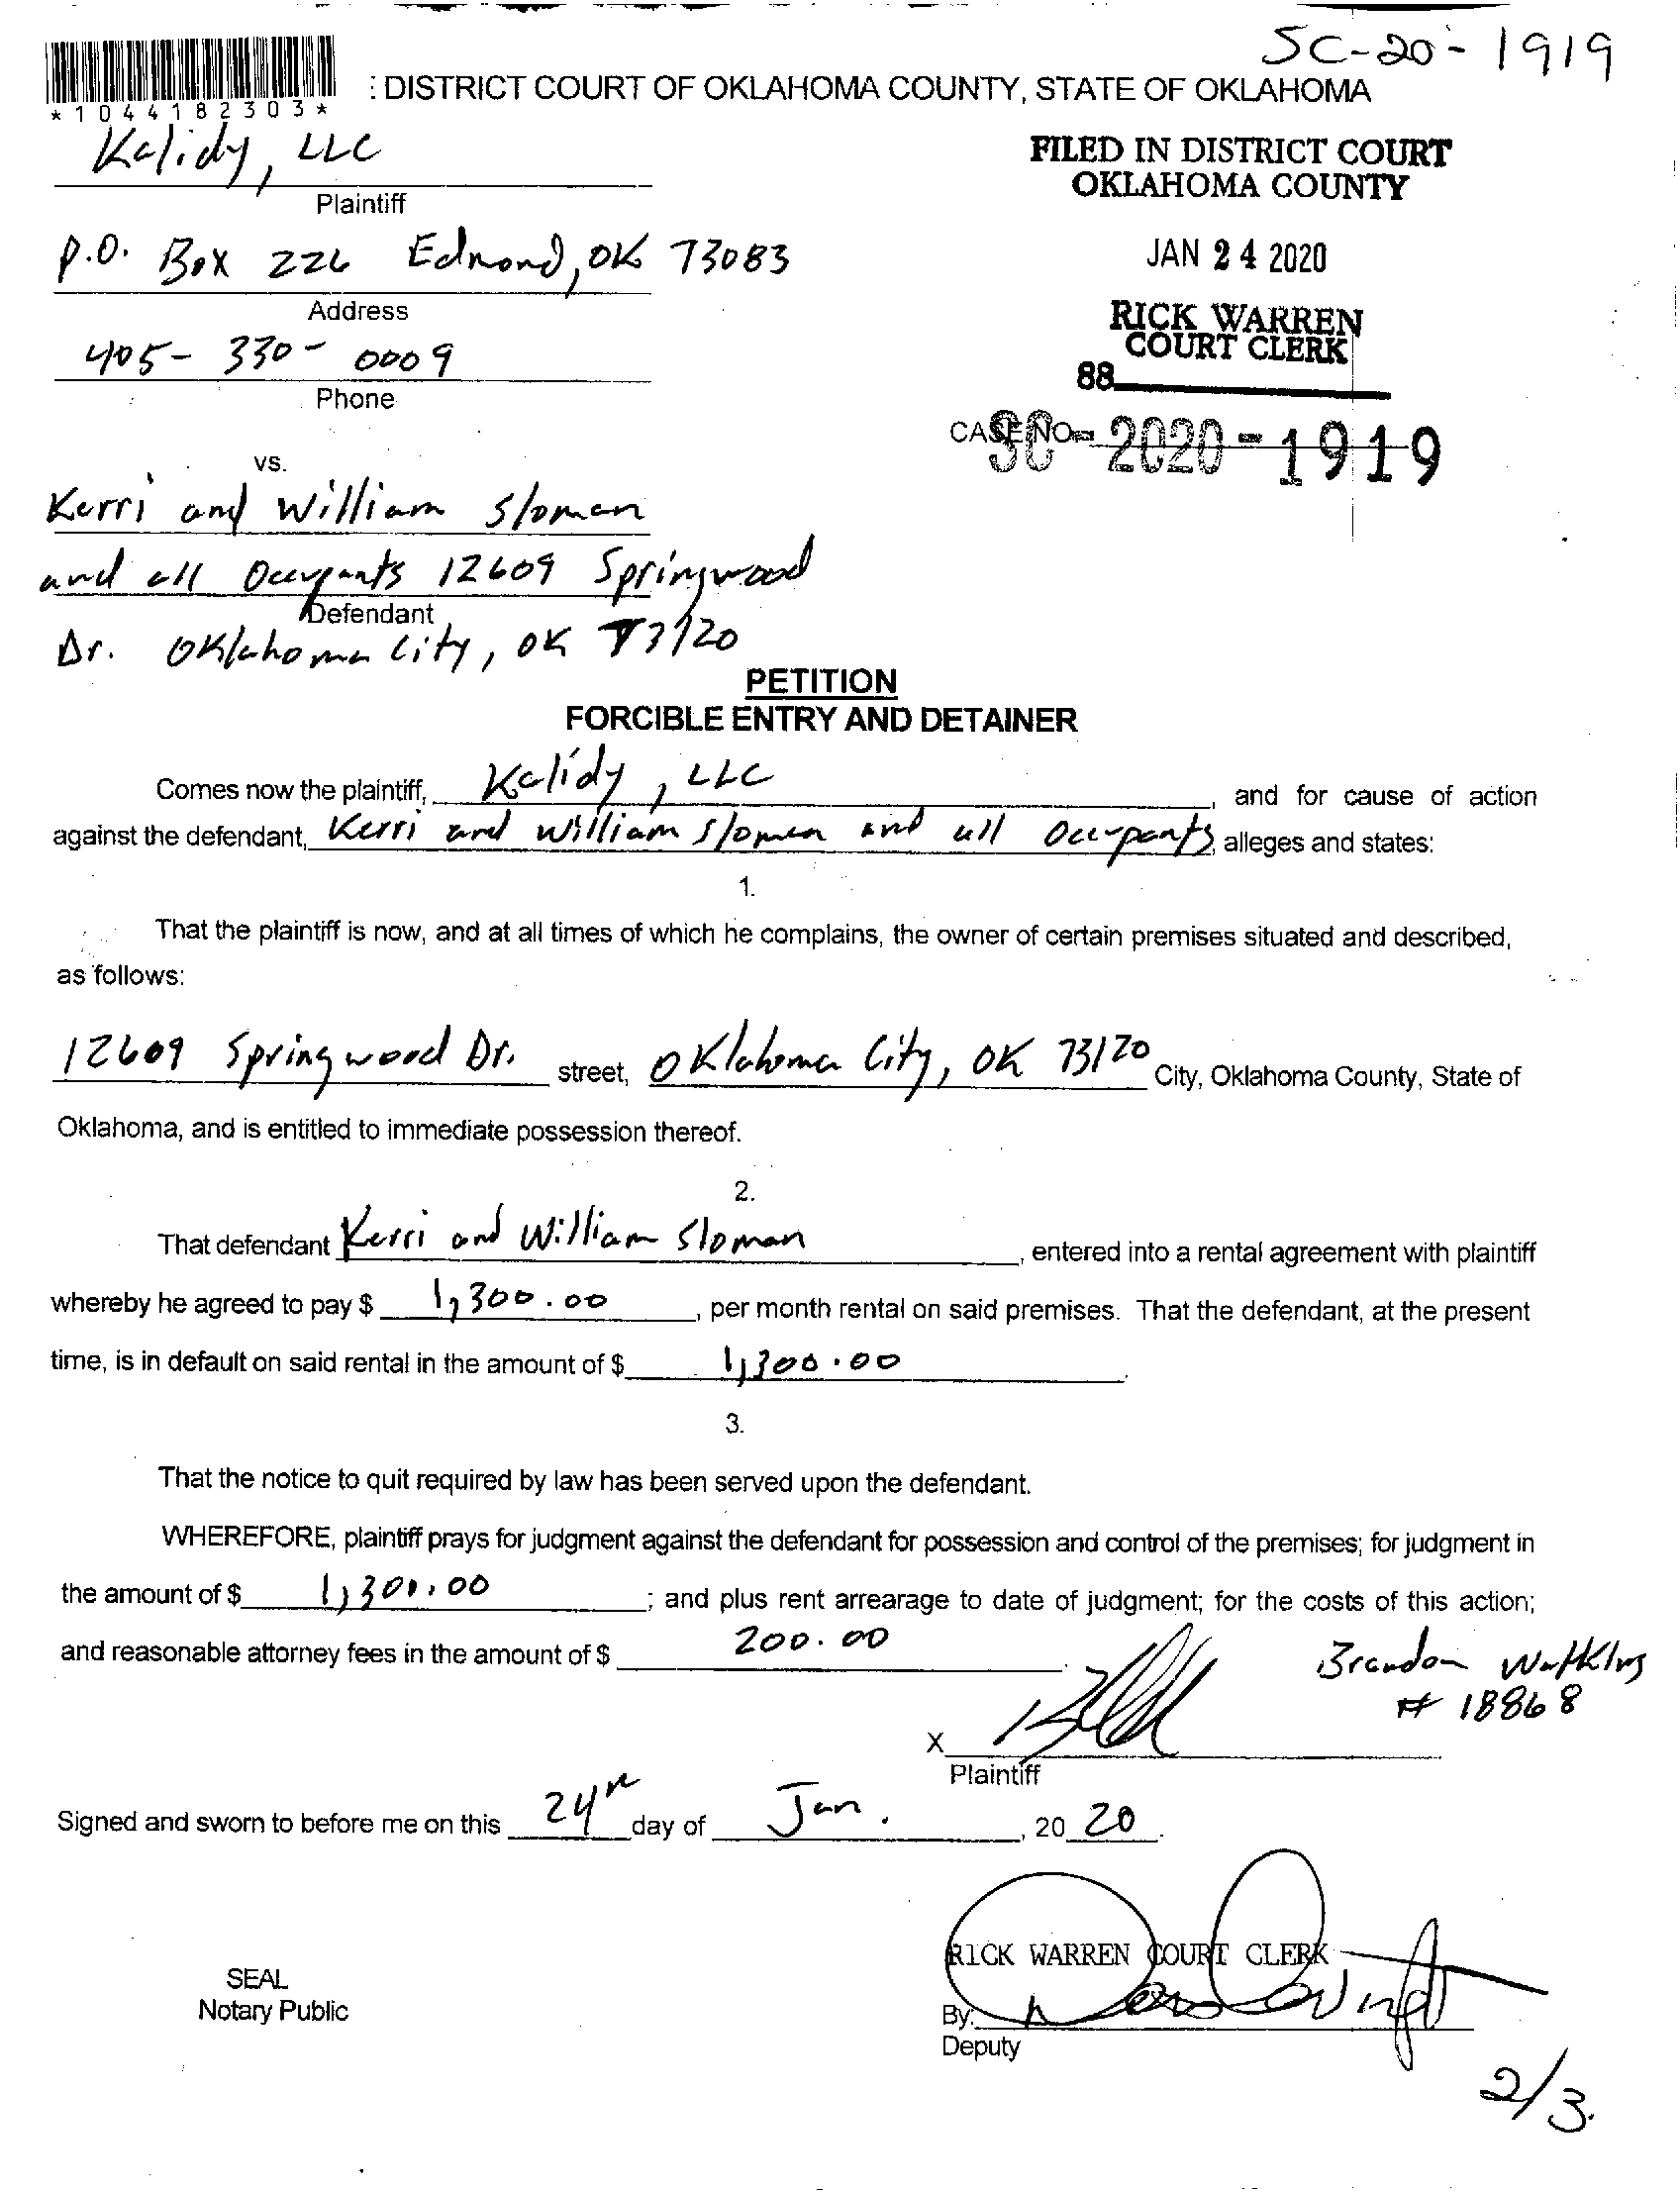 SC-20-1919
*1044182303*
: DISTRICT COURT OF OKLAHOMA COUNTY, STATE OF OKLAHOMA
Kalidy, LLC
Plaintiff
FILED IN DISTRICT COURT
OKLAHOMA COUNTY
P.O. Box 226 Edmond, OK 73083
Address
JAN 24 2020
405-330-0009
Phone
RICK WARREN
COURT CLERK
88
CASE NO.
SC-2020-1919
vs.
Kerri and William Sloman
and all Occupants 12609 Springwood
Defendant
Dr. Oklahoma City, OK 73120
PETITION
FORCIBLE ENTRY AND DETAINER
Comes now the plaintiff, Kalidy, LLC, and for cause of action
against the defendant, Kerri and William Sloman and all Occupants, alleges and states:
1.
That the plaintiff is now, and at all times of which he complains, the owner of certain premises situated and described,
as follows:
12609 Springwood Dr. street, Oklahoma City, OK 73120 City, Oklahoma County, State of
Oklahoma, and is entitled to immediate possession thereof.
2.
That defendant Kerri and William Sloman, entered into a rental agreement with plaintiff
whereby he agreed to pay $ 1,300.00, per month rental on said premises. That the defendant, at the present
time, is in default on said rental in the amount of $ 1,300.00.
3.
That the notice to quit required by law has been served upon the defendant.
WHEREFORE, plaintiff prays for judgment against the defendant for possession and control of the premises; for judgment in
the amount of $ 1,300.00; and plus rent arrearage to date of judgment; for the costs of this action;
and reasonable attorney fees in the amount of $ 200.00.
Brandon Watkins
# 18868
X
Plaintiff
Signed and sworn to before me on this 24th day of Jan., 20 20.
RICK WARREN COURT CLERK
SEAL
Notary Public
By:
Deputy
2/3.